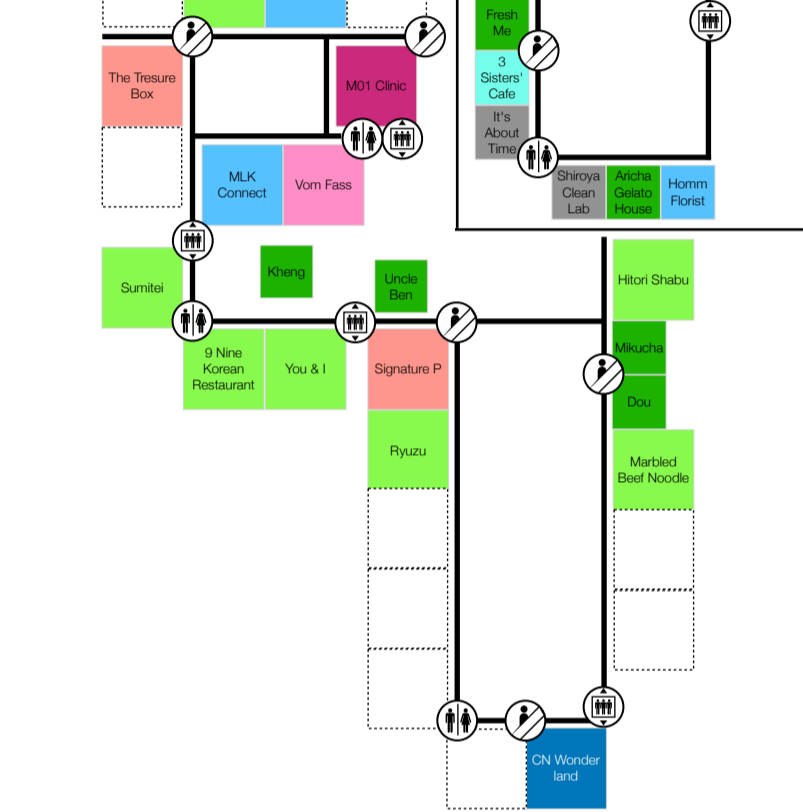 Fresh
Me
3
Sisters'
Cafe
It's
About
Time
The Tresure
Box
M01 Clinic
MLK
Connect
Vom Fass
Shiroya
Clean
Lab
Aricha
Gelato
House
Homm
Florist
Sumitei
Kheng
Uncle
Ben
Hitori Shabu
9 Nine
Korean
Restaurant
You & I
Signature P
Mikucha
Dou
Ryuzu
Marbled
Beef Noodle
CN Wonder
land